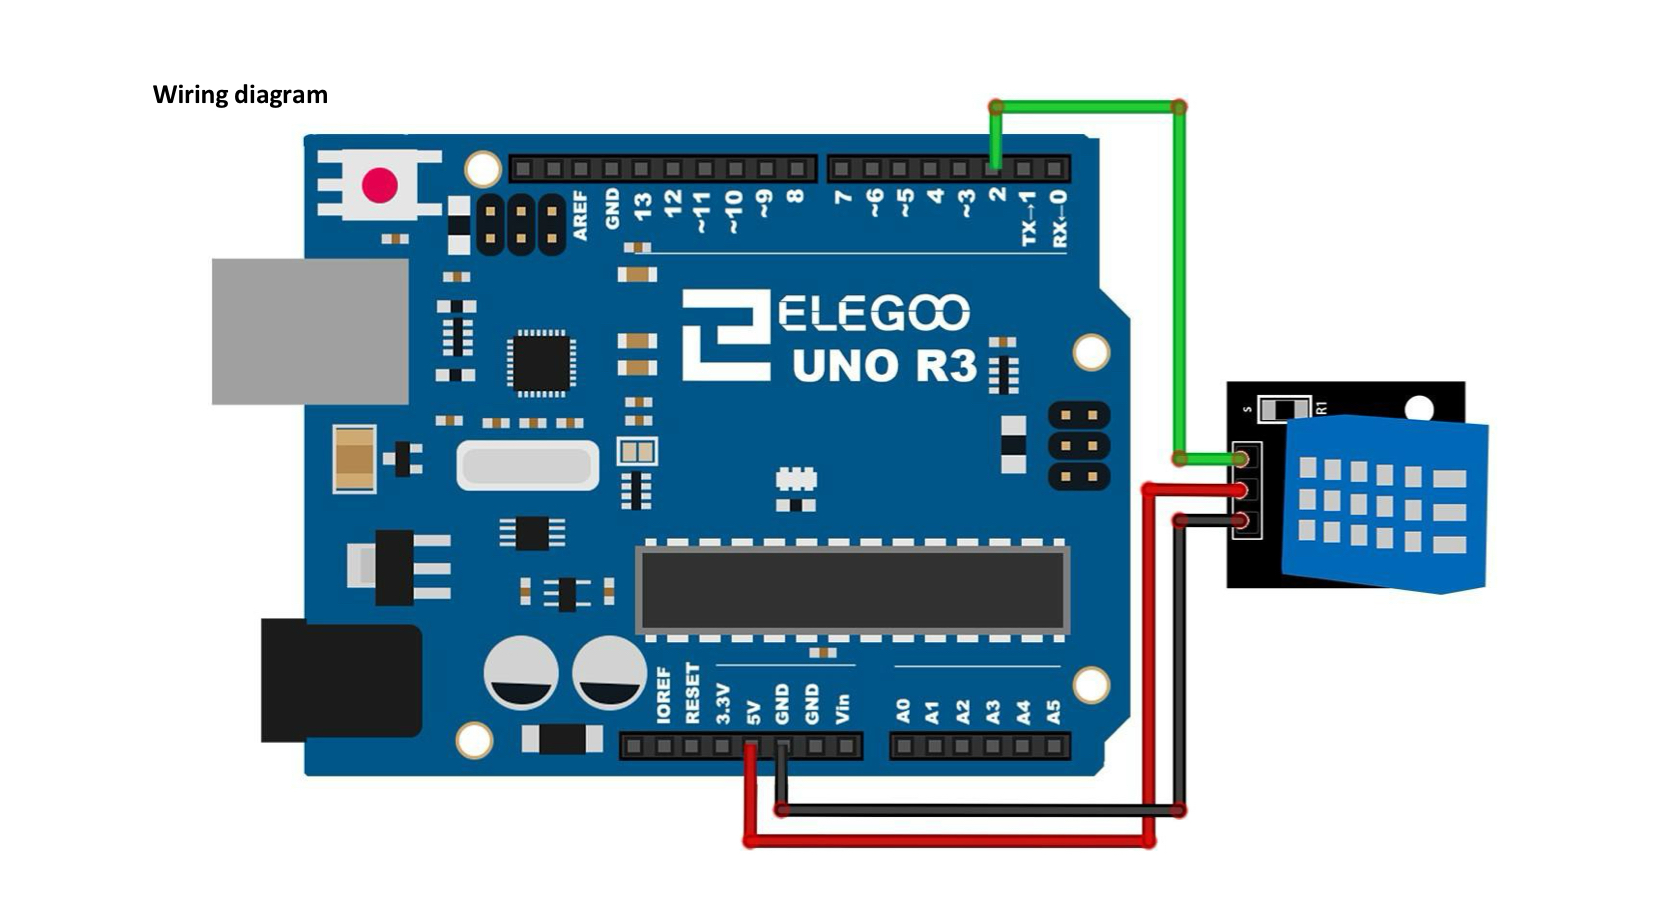 Wiring diagram
AREF
GND
13
12
~11
~10
~9
8
7
~6
~5
4
~3
2
TX→1
RX←0
ELEGOO
UNO R3
S
R1
IOREF
RESET
3.3V
5V
GND
GND
Vin
A0
A1
A2
A3
A4
A5